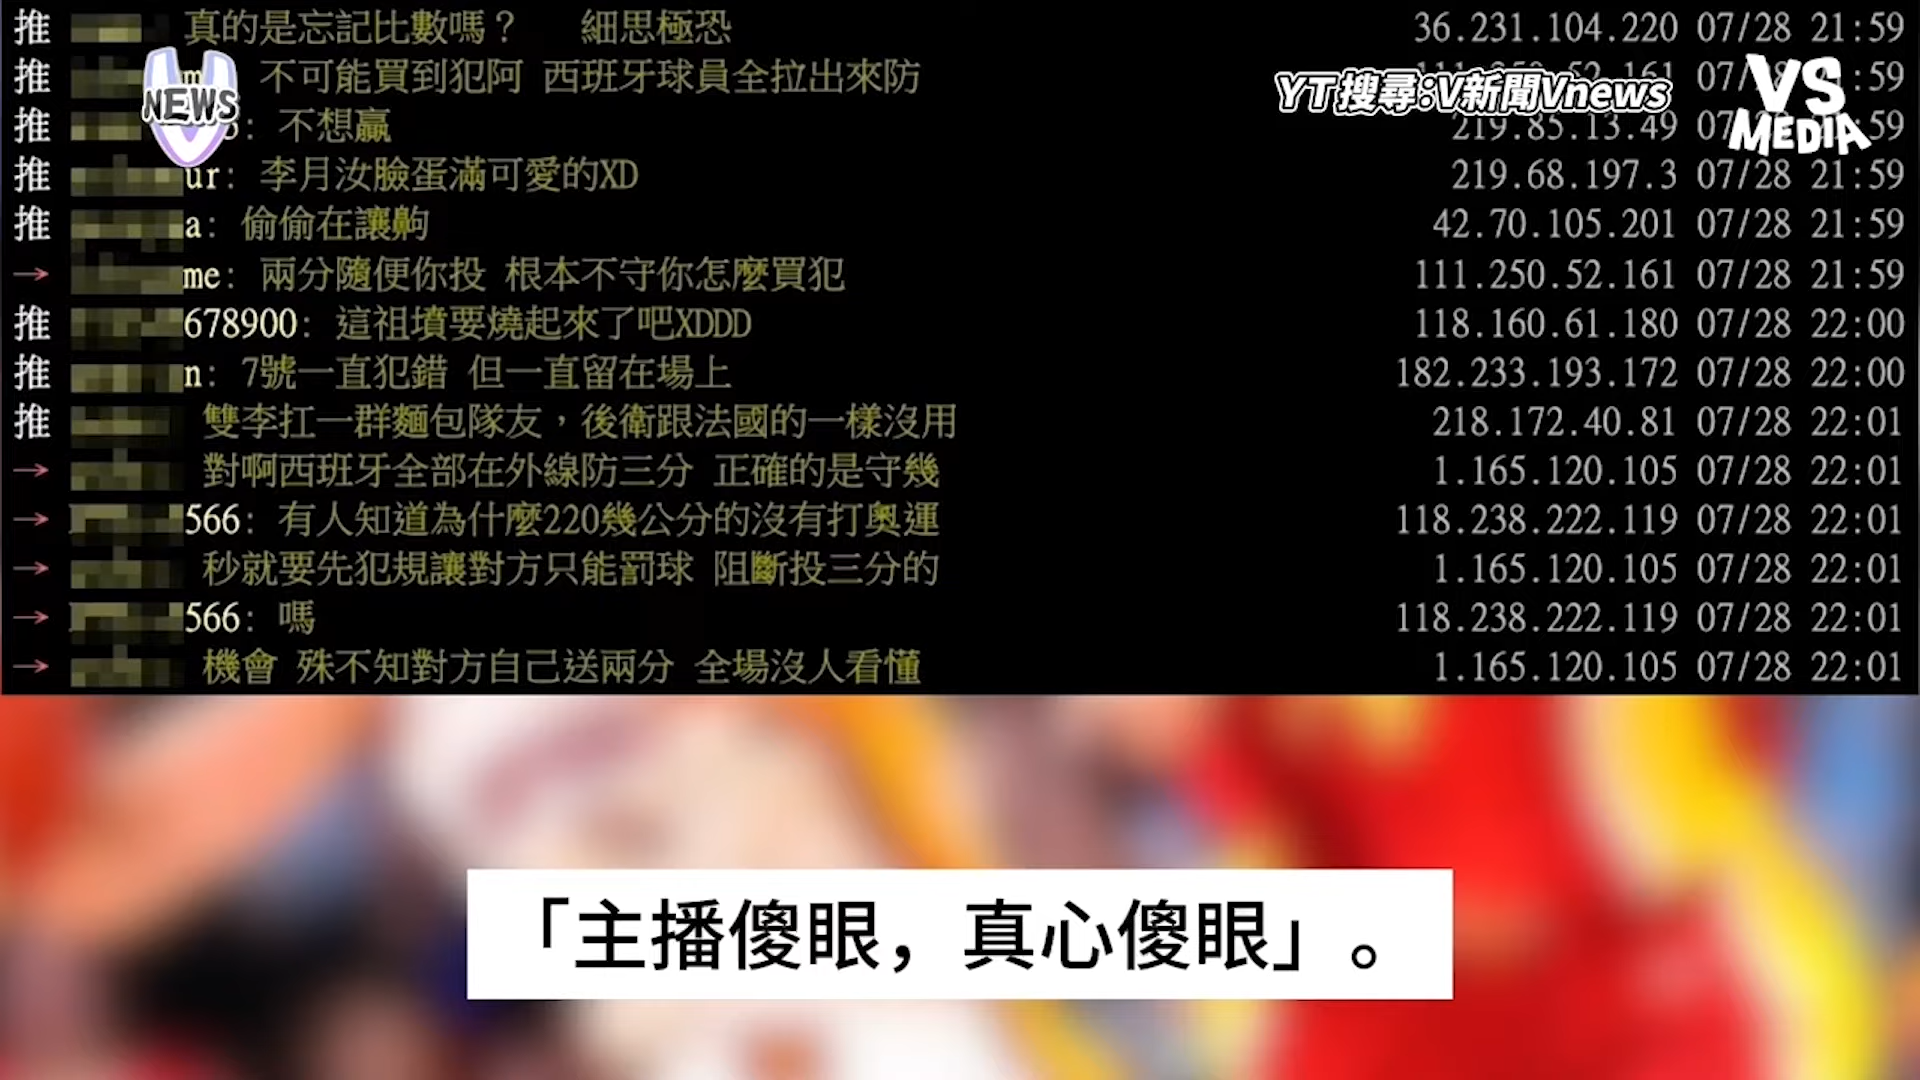 推 真的是忘記比數嗎？ 細思極恐 36.231.104.220 07/28 21:59
推 m 不可能買到犯阿 西班牙球員全拉出來防 52.161 07/ :59
NEWS
YT搜尋:V新聞Vnews
VS MEDIA
推 : 不想贏 219.85.13.49 07/ 59
推 ur: 李月汝臉蛋滿可愛的XD 219.68.197.3 07/28 21:59
推 a: 偷偷在讓齁 42.70.105.201 07/28 21:59
→ me: 兩分隨便你投 根本不守你怎麼買犯 111.250.52.161 07/28 21:59
推 678900: 這祖墳要燒起來了吧XDDD 118.160.61.180 07/28 22:00
推 n: 7號一直犯錯 但一直留在場上 182.233.193.172 07/28 22:00
推 雙李扛一群麵包隊友，後衛跟法國的一樣沒用 218.172.40.81 07/28 22:01
→ 對啊西班牙全部在外線防三分 正確的是守幾 1.165.120.105 07/28 22:01
→ 566: 有人知道為什麼220幾公分的沒有打奧運 118.238.222.119 07/28 22:01
→ 秒就要先犯規讓對方只能罰球 阻斷投三分的 1.165.120.105 07/28 22:01
→ 566: 嗎 118.238.222.119 07/28 22:01
→ 機會 殊不知對方自己送兩分 全場沒人看懂 1.165.120.105 07/28 22:01
「主播傻眼，真心傻眼」。